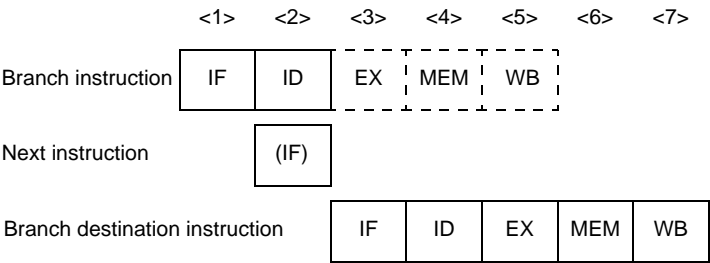 <1> <2> <3> <4> <5> <6> <7>
Branch instruction IF ID EX MEM WB
Next instruction (IF)
Branch destination instruction IF ID EX MEM WB